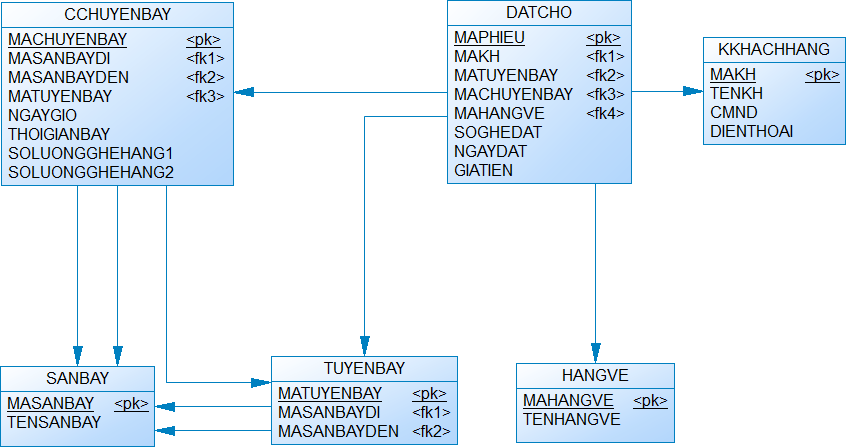 CCHUYENBAY
MACHUYENBAY <pk>
MASANBAYDI <fk1>
MASANBAYDEN <fk2>
MATUYENBAY <fk3>
NGAYGIO
THOIGIANBAY
SOLUONGGHEHANG1
SOLUONGGHEHANG2
DATCHO
MAPHIEU <pk>
MAKH <fk1>
MATUYENBAY <fk2>
MACHUYENBAY <fk3>
MAHANGVE <fk4>
SOGHEDAT
NGAYDAT
GIATIEN
KKHACHHANG
MAKH <pk>
TENKH
CMND
DIENTHOAI
SANBAY
MASANBAY <pk>
TENSANBAY
TUYENBAY
MATUYENBAY <pk>
MASANBAYDI <fk1>
MASANBAYDEN <fk2>
HANGVE
MAHANGVE <pk>
TENHANGVE